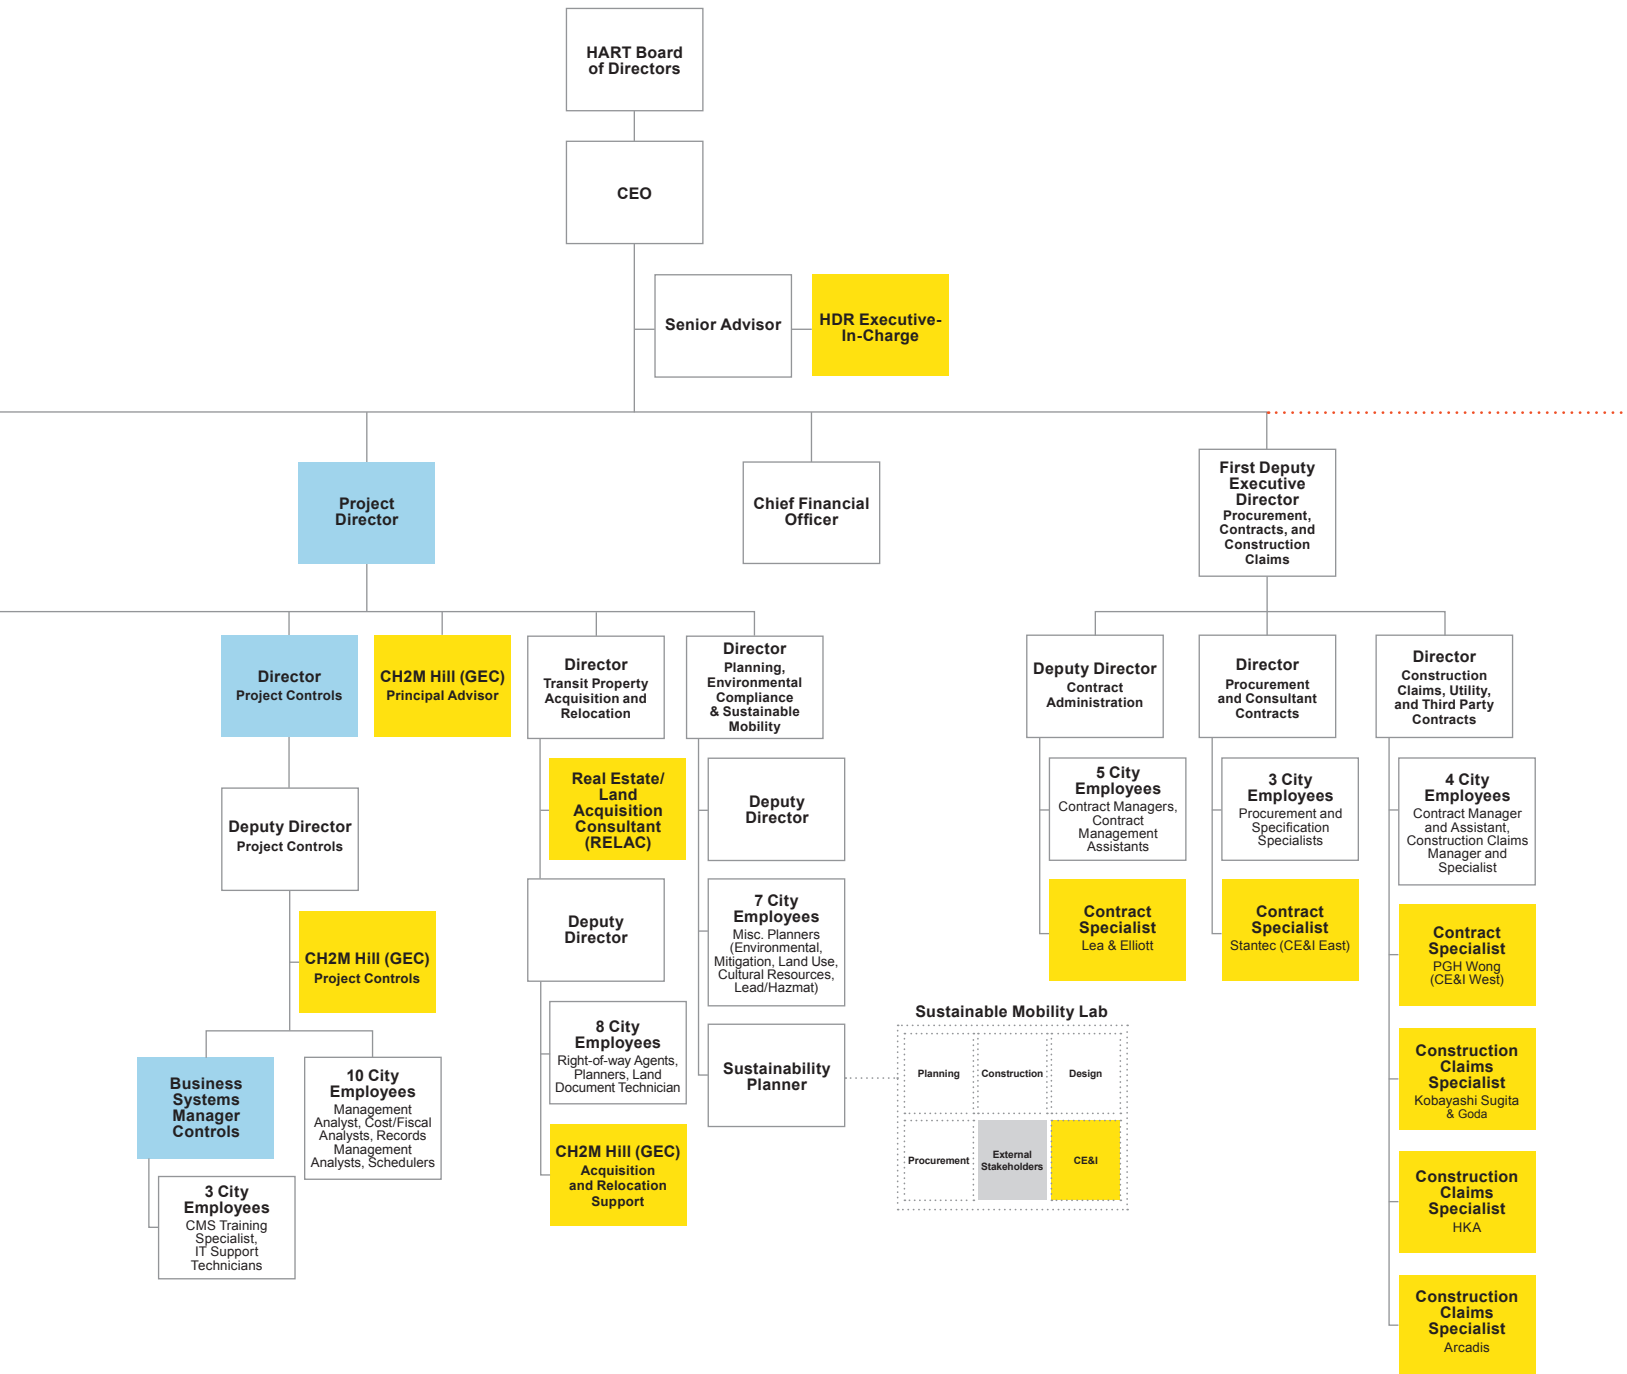 HART Board
of Directors
CEO
Senior Advisor
HDR Executive-
In-Charge
Project
Director
Chief Financial
Officer
First Deputy
Executive
Director
Procurement,
Contracts, and
Construction
Claims
Director
Project Controls
CH2M Hill (GEC)
Principal Advisor
Director
Transit Property
Acquisition and
Relocation
Director
Planning,
Environmental
Compliance
& Sustainable
Mobility
Deputy Director
Contract
Administration
Director
Procurement
and Consultant
Contracts
Director
Construction
Claims, Utility,
and Third Party
Contracts
Deputy Director
Project Controls
CH2M Hill (GEC)
Project Controls
Business
Systems
Manager
Controls
10 City
Employees
Management
Analyst, Cost/Fiscal
Analysts, Records
Management
Analysts, Schedulers
3 City
Employees
CMS Training
Specialist,
IT Support
Technicians
Real Estate/
Land
Acquisition
Consultant
(RELAC)
Deputy
Director
8 City
Employees
Right-of-way Agents,
Planners, Land
Document Technician
CH2M Hill (GEC)
Acquisition
and Relocation
Support
Deputy
Director
7 City
Employees
Misc. Planners
(Environmental,
Mitigation, Land Use,
Cultural Resources,
Lead/Hazmat)
Sustainability
Planner
Sustainable Mobility Lab
Planning
Construction
Design
Procurement
External
Stakeholders
CE&I
5 City
Employees
Contract Managers,
Contract
Management
Assistants
Contract
Specialist
Lea & Elliott
3 City
Employees
Procurement and
Specification
Specialists
Contract
Specialist
Stantec (CE&I East)
4 City
Employees
Contract Manager
and Assistant,
Construction Claims
Manager and
Specialist
Contract
Specialist
PGH Wong
(CE&I West)
Construction
Claims
Specialist
Kobayashi Sugita
& Goda
Construction
Claims
Specialist
HKA
Construction
Claims
Specialist
Arcadis